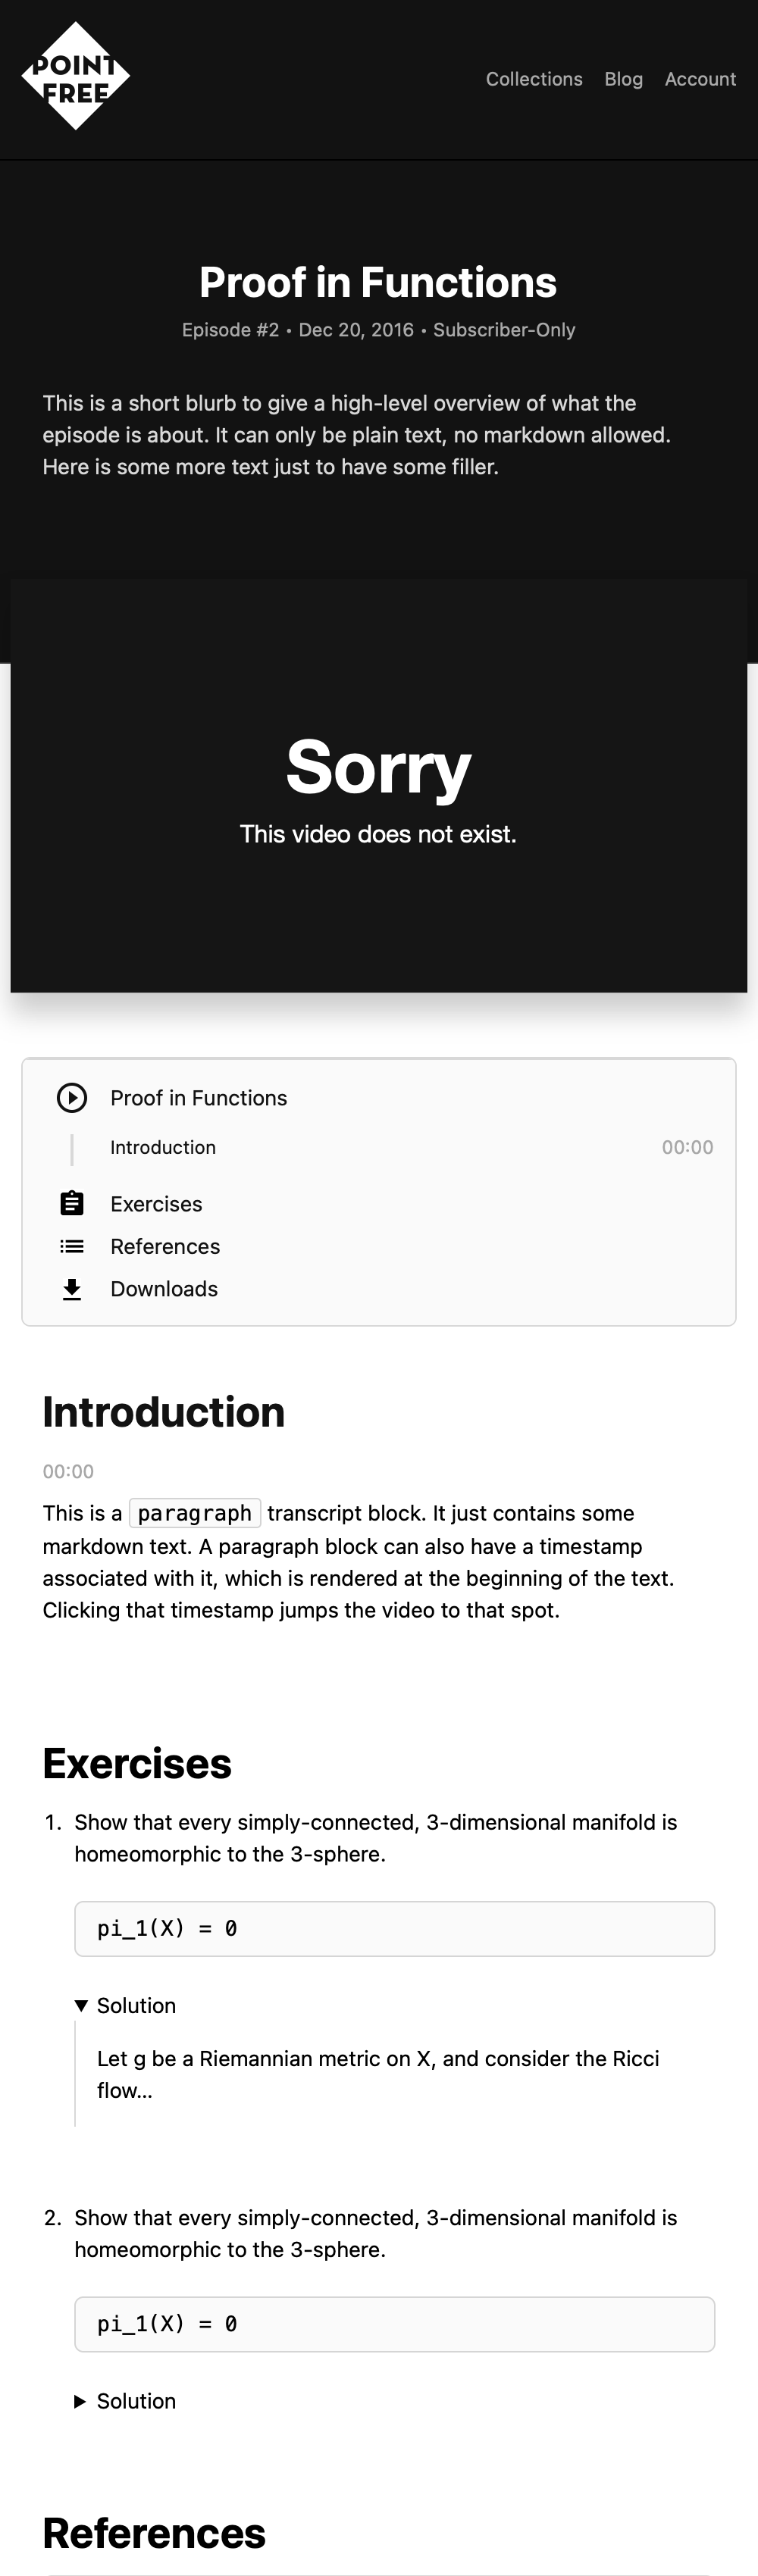 POINT
FREE
Collections Blog Account
Proof in Functions
Episode #2 • Dec 20, 2016 • Subscriber-Only
This is a short blurb to give a high-level overview of what the
episode is about. It can only be plain text, no markdown allowed.
Here is some more text just to have some filler.
Sorry
This video does not exist.
Proof in Functions
Introduction 00:00
Exercises
References
Downloads
Introduction
00:00
This is a paragraph transcript block. It just contains some
markdown text. A paragraph block can also have a timestamp
associated with it, which is rendered at the beginning of the text.
Clicking that timestamp jumps the video to that spot.
Exercises
1. Show that every simply-connected, 3-dimensional manifold is
homeomorphic to the 3-sphere.
pi_1(X) = 0
▼ Solution
Let g be a Riemannian metric on X, and consider the Ricci
flow...
2. Show that every simply-connected, 3-dimensional manifold is
homeomorphic to the 3-sphere.
pi_1(X) = 0
▶ Solution
References